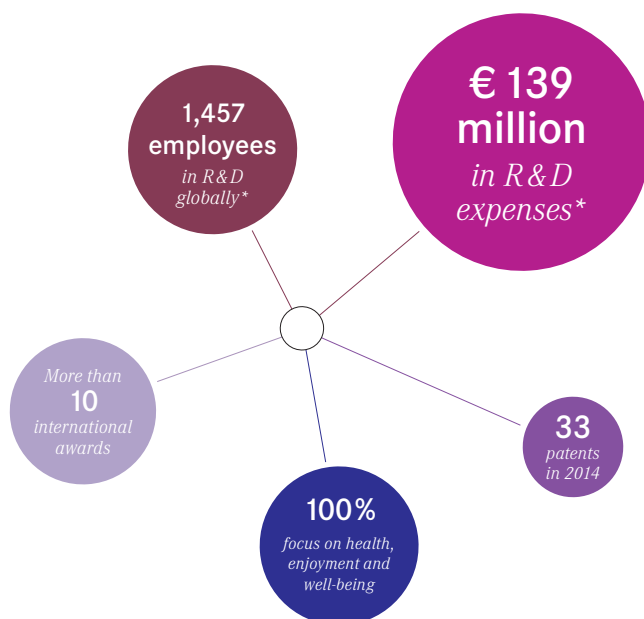 1,457
employees
in R&D
globally*
€ 139
million
in R&D
expenses*
More than
10
international
awards
33
patents
in 2014
100%
focus on health,
enjoyment and
well-being